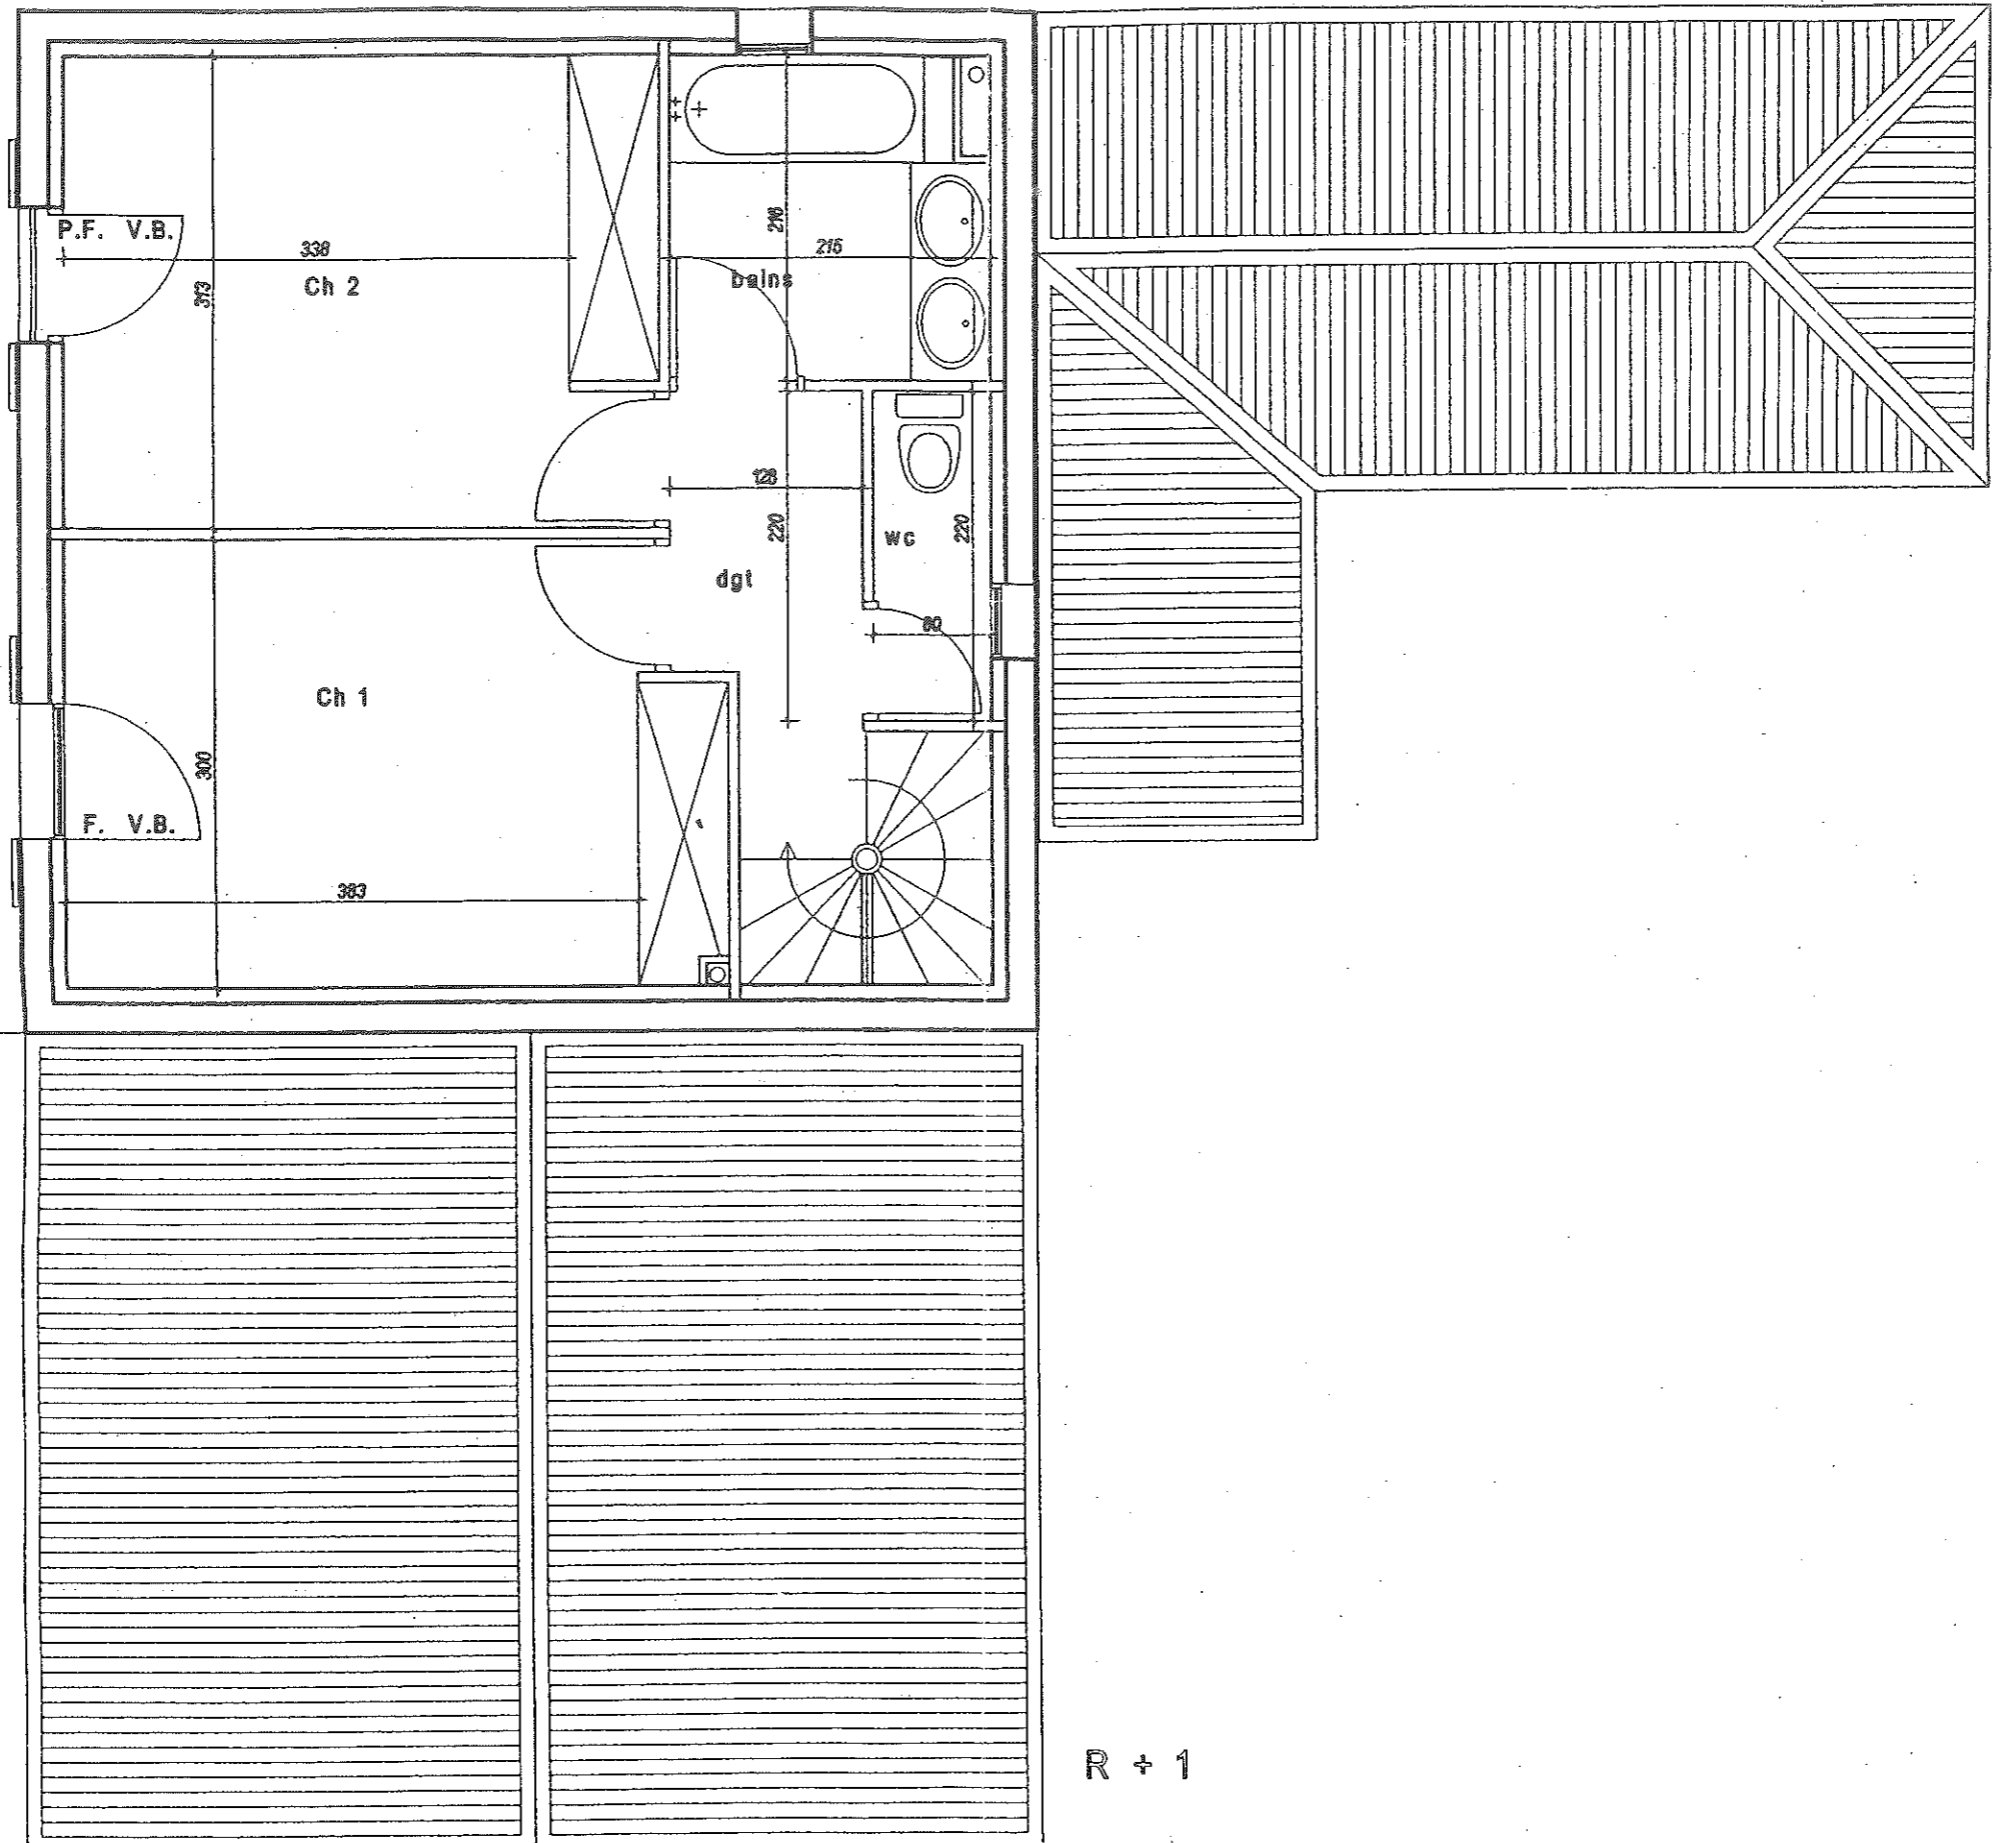 P.F. V.B.
338
Ch 2
313
216
215
bains
128
220
wc
220
dgt
80
Ch 1
300
F. V.B.
383
R + 1